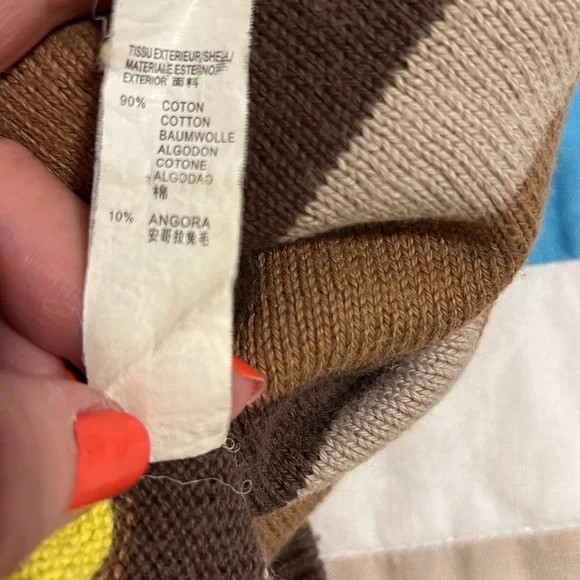 TISSU EXTERIEUR/SHELL/
MATERIALE ESTERNO/
EXTERIOR 面料
90% COTON
COTTON
BAUMWOLLE
ALGODON
COTONE
ALGODAO
棉
10% ANGORA
安哥拉兔毛